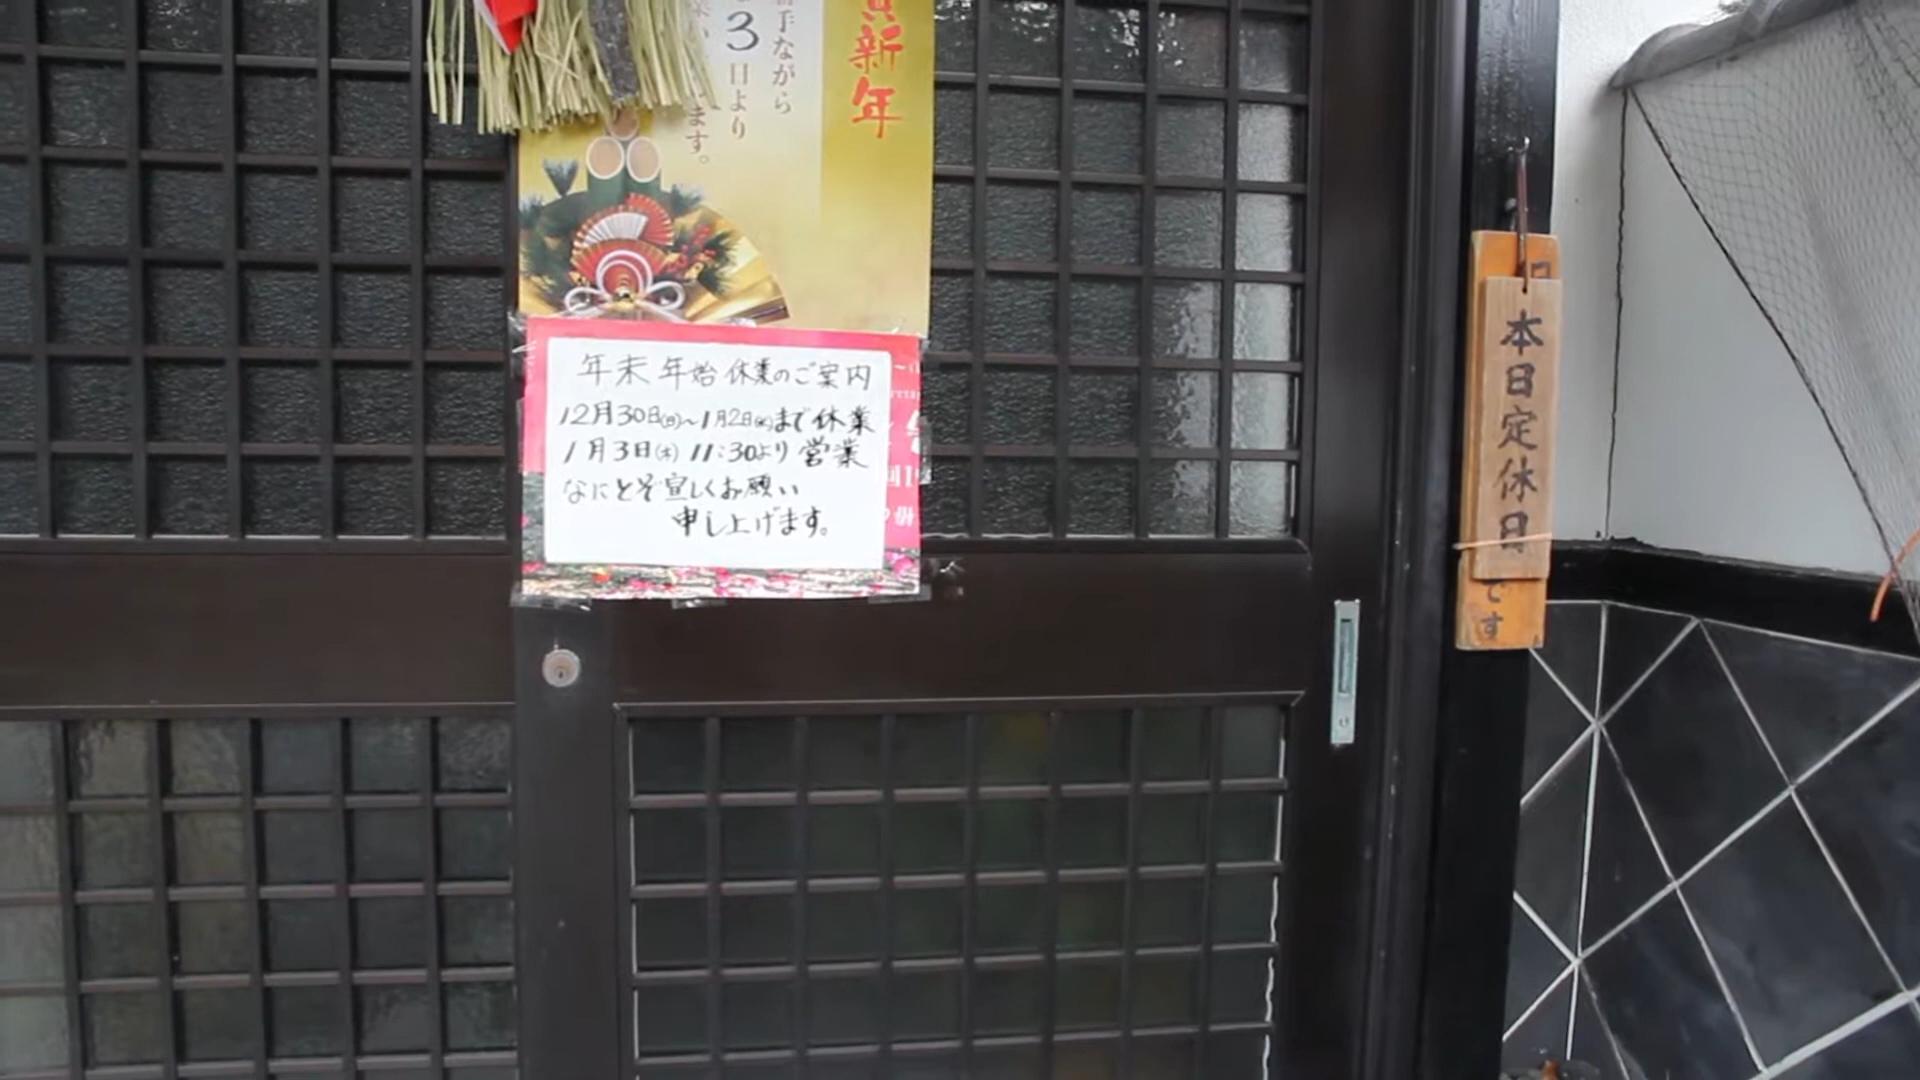 賀新年
手ながら
3日より
ます。
年末年始休業のご案内
12月30日(日)~1月2日(水)まで休業
1月3日(木) 11:30より営業
なにとぞ宜しくお願い
申し上げます。
本日定休日
です